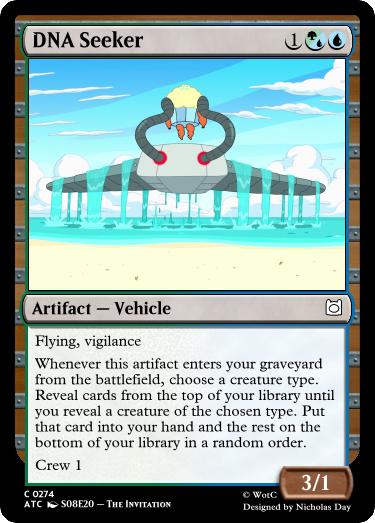 DNA Seeker 1
Artifact — Vehicle
Flying, vigilance
Whenever this artifact enters your graveyard
from the battlefield, choose a creature type.
Reveal cards from the top of your library until
you reveal a creature of the chosen type. Put
that card into your hand and the rest on the
bottom of your library in a random order.
Crew 1
3/1
C 0274 © WotC
ATC S08E20 — The Invitation Designed by Nicholas Day